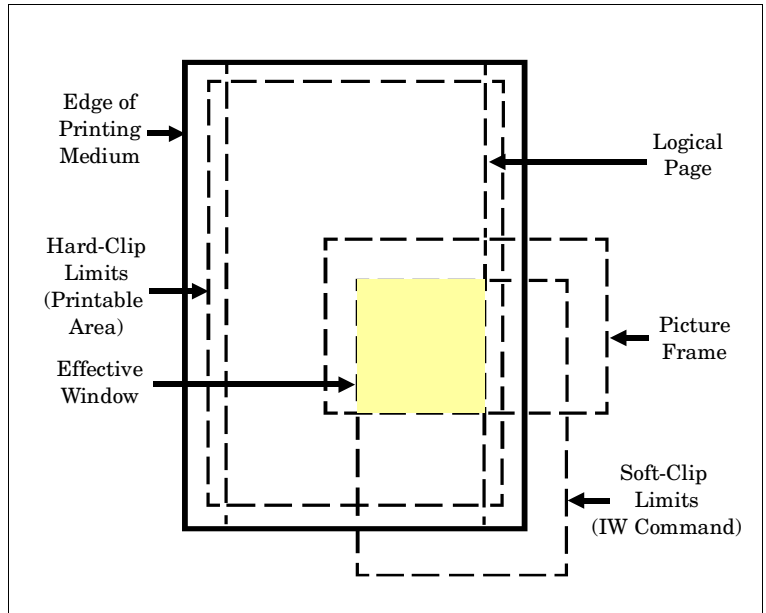 Edge of
Printing
Medium
Logical
Page
Hard-Clip
Limits
(Printable
Area)
Picture
Frame
Effective
Window
Soft-Clip
Limits
(IW Command)